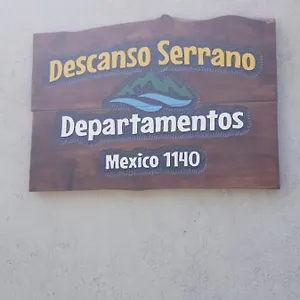 Descanso Serrano
Departamentos
Mexico 1140